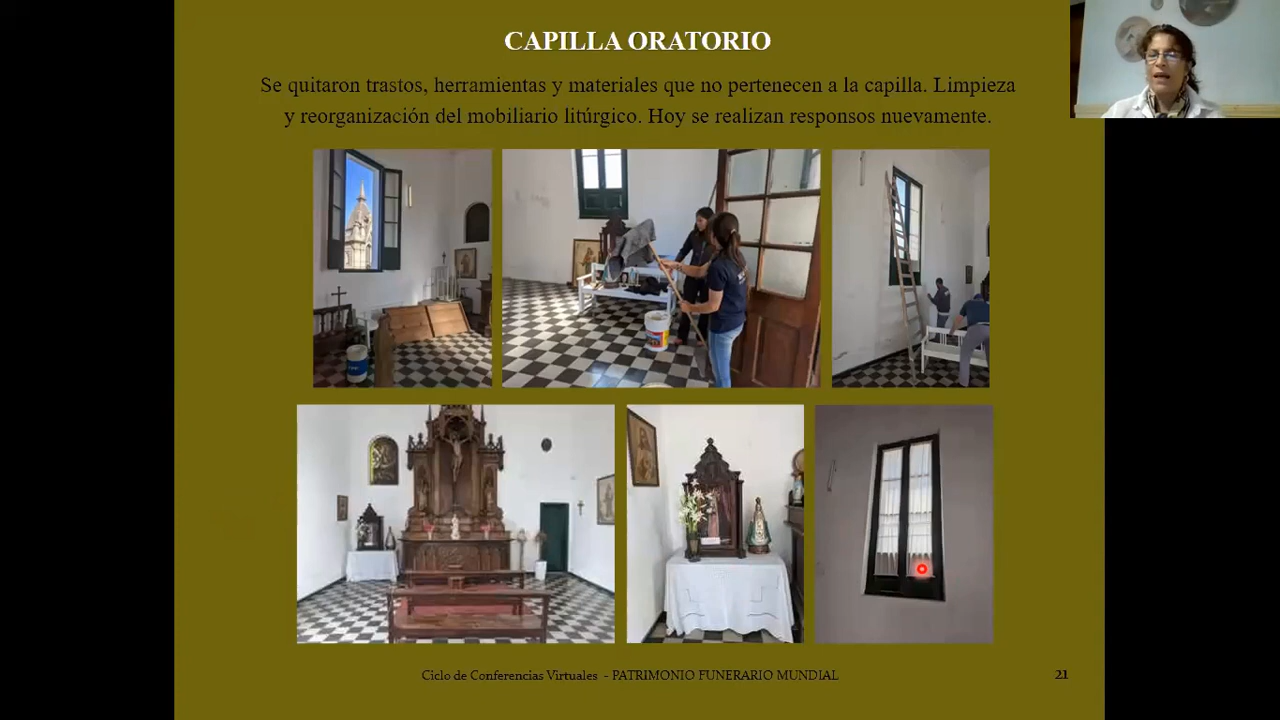 CAPILLA ORATORIO
Se quitaron trastos, herramientas y materiales que no pertenecen a la capilla. Limpieza
y reorganización del mobiliario litúrgico. Hoy se realizan responsos nuevamente.
Ciclo de Conferencias Virtuales - PATRIMONIO FUNERARIO MUNDIAL
21